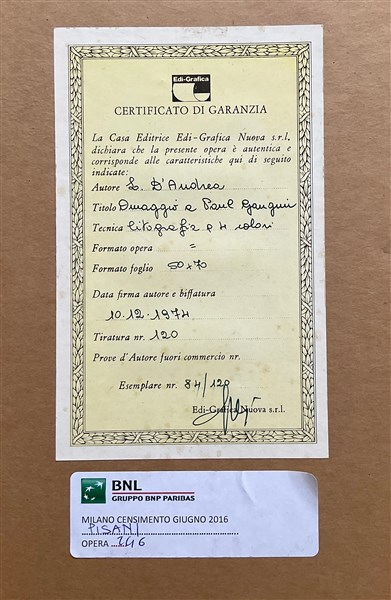 Edi-Grafica
CERTIFICATO DI GARANZIA
La Casa Editrice Edi-Grafica Nuova s.r.l.
dichiara che la presente opera è autentica e
corrisponde alle caratteristiche qui di seguito
indicate:
Autore L. D'Andrea
Titolo Omaggio a Paul Gauguin
Tecnica litografia a 4 colori
Formato opera =
Formato foglio 50x70
Data firma autore e biffatura
10.12.1974
Tiratura nr. 120
Prove d'Autore fuori commercio nr.
Esemplare nr. 84/120
Edi-Grafica Nuova s.r.l.
BNL
GRUPPO BNP PARIBAS
MILANO CENSIMENTO GIUGNO 2016
PISANI
OPERA 246